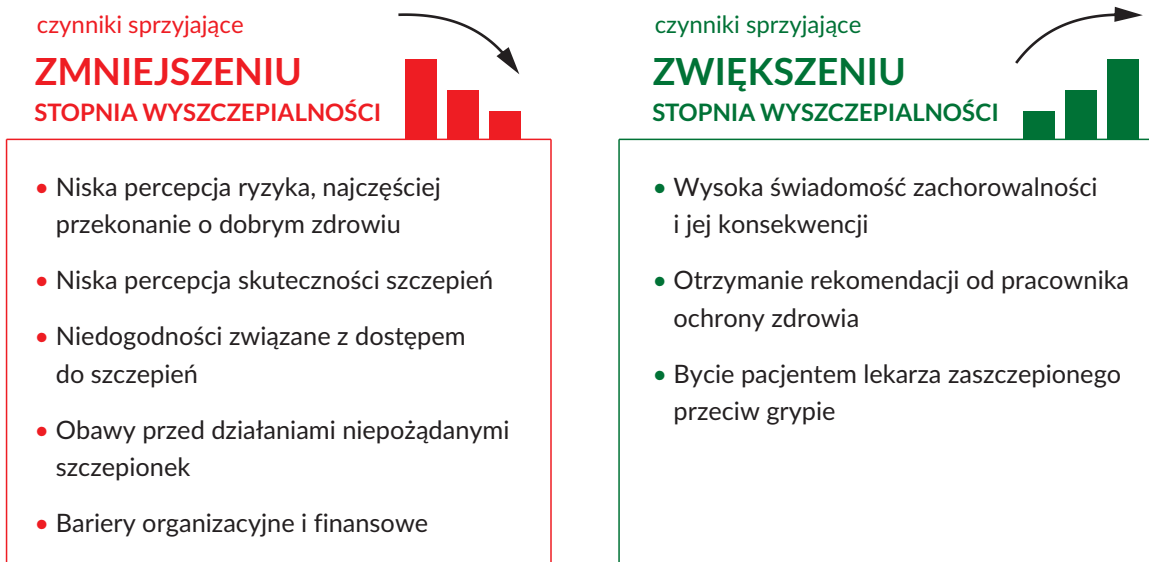 czynniki sprzyjające
ZMNIEJSZENIU
STOPNIA WYSZCZEPIALNOŚCI
• Niska percepcja ryzyka, najczęściej
przekonanie o dobrym zdrowiu
• Niska percepcja skuteczności szczepień
• Niedogodności związane z dostępem
do szczepień
• Obawy przed działaniami niepożądanymi
szczepionek
• Bariery organizacyjne i finansowe
czynniki sprzyjające
ZWIĘKSZENIU
STOPNIA WYSZCZEPIALNOŚCI
• Wysoka świadomość zachorowalności
i jej konsekwencji
• Otrzymanie rekomendacji od pracownika
ochrony zdrowia
• Bycie pacjentem lekarza zaszczepionego
przeciw grypie